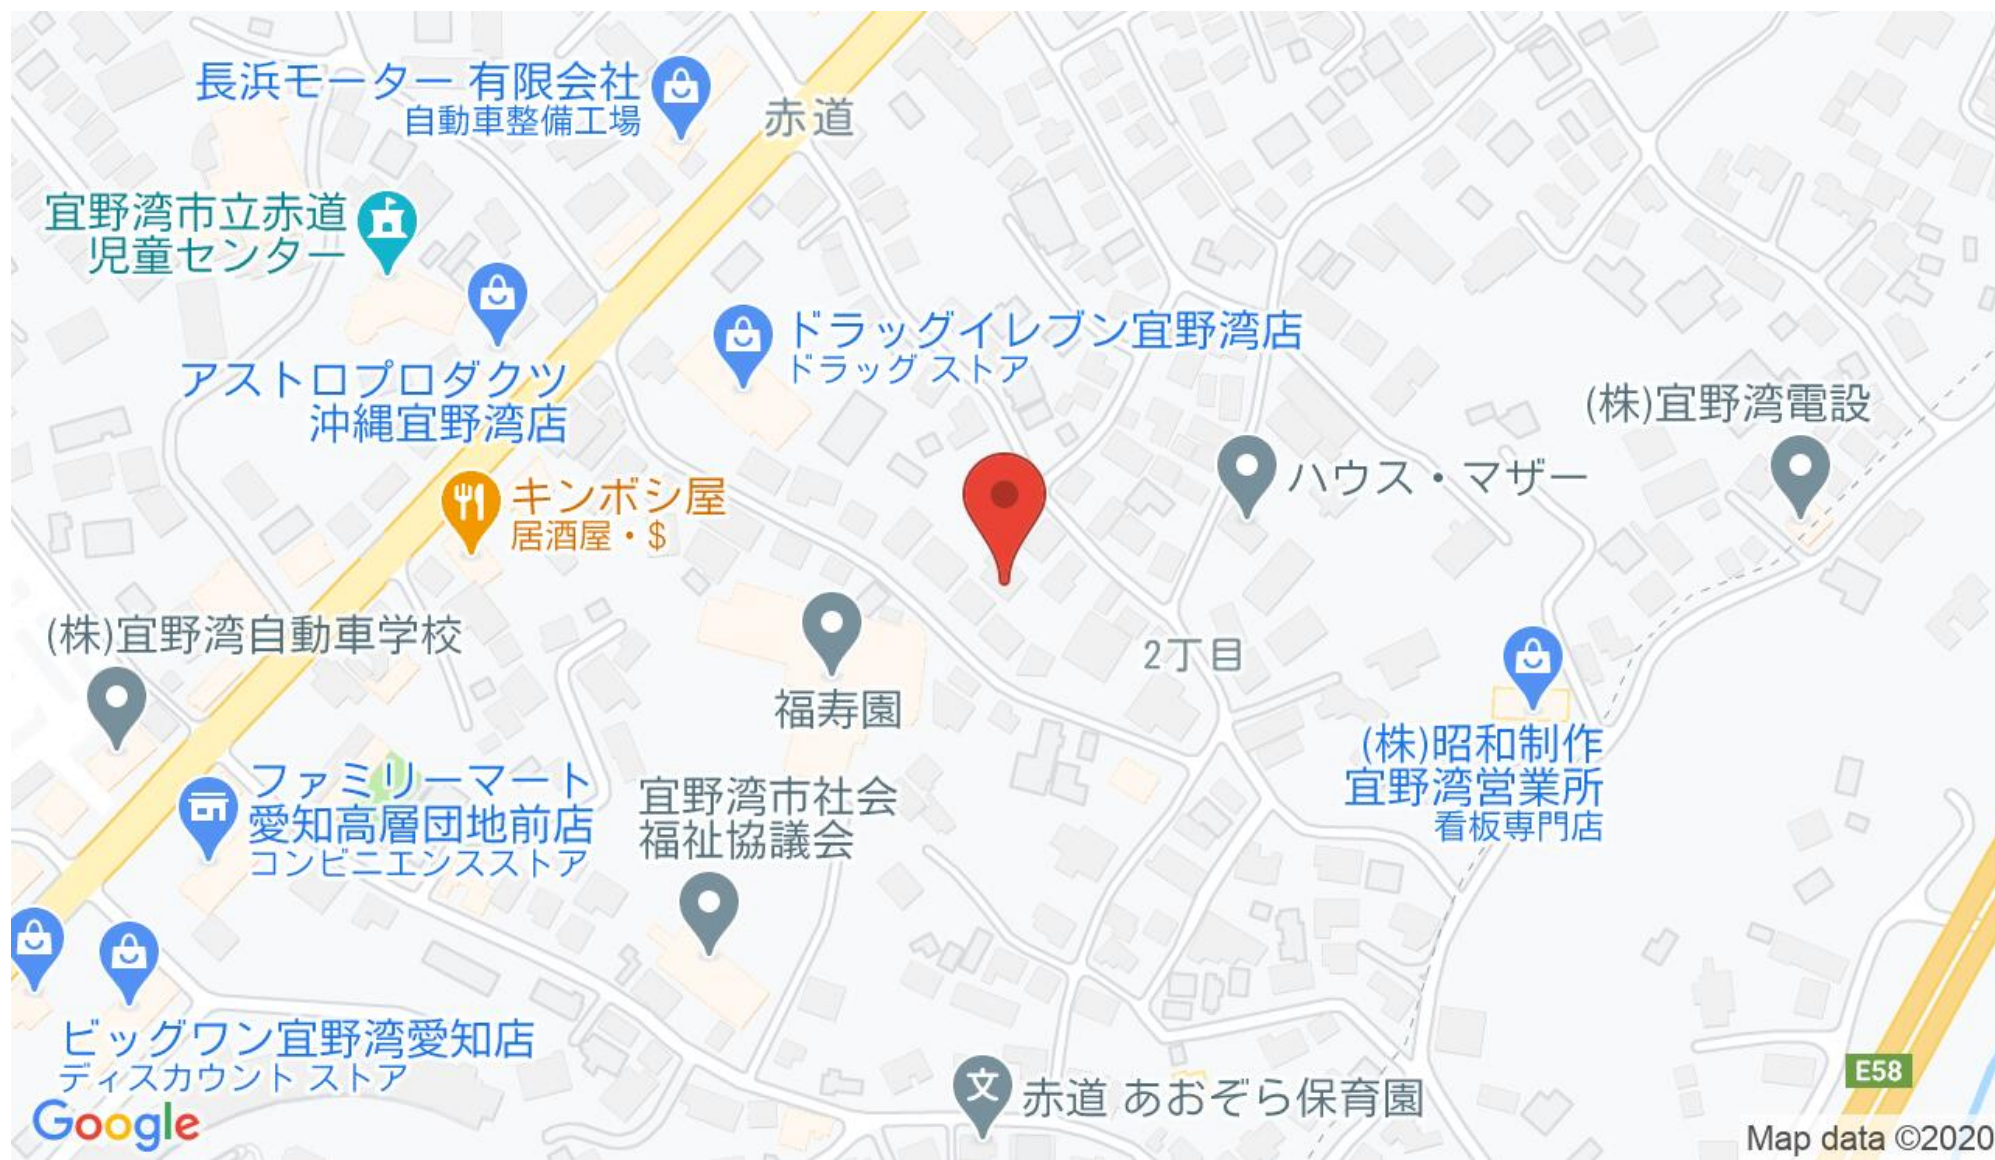 長浜モーター 有限会社
自動車整備工場
赤道
宜野湾市立赤道
児童センター
アストロプロダクツ
沖縄宜野湾店
ドラッグイレブン宜野湾店
ドラッグ ストア
(株)宜野湾電設
キンボシ屋
居酒屋・$
ハウス・マザー
(株)宜野湾自動車学校
福寿園
2丁目
(株)昭和制作
宜野湾営業所
看板専門店
ファミリーマート
愛知高層団地前店
コンビニエンスストア
宜野湾市社会
福祉協議会
ビッグワン宜野湾愛知店
ディスカウント ストア
文
赤道 あおぞら保育園
E58
Google
Map data ©2020